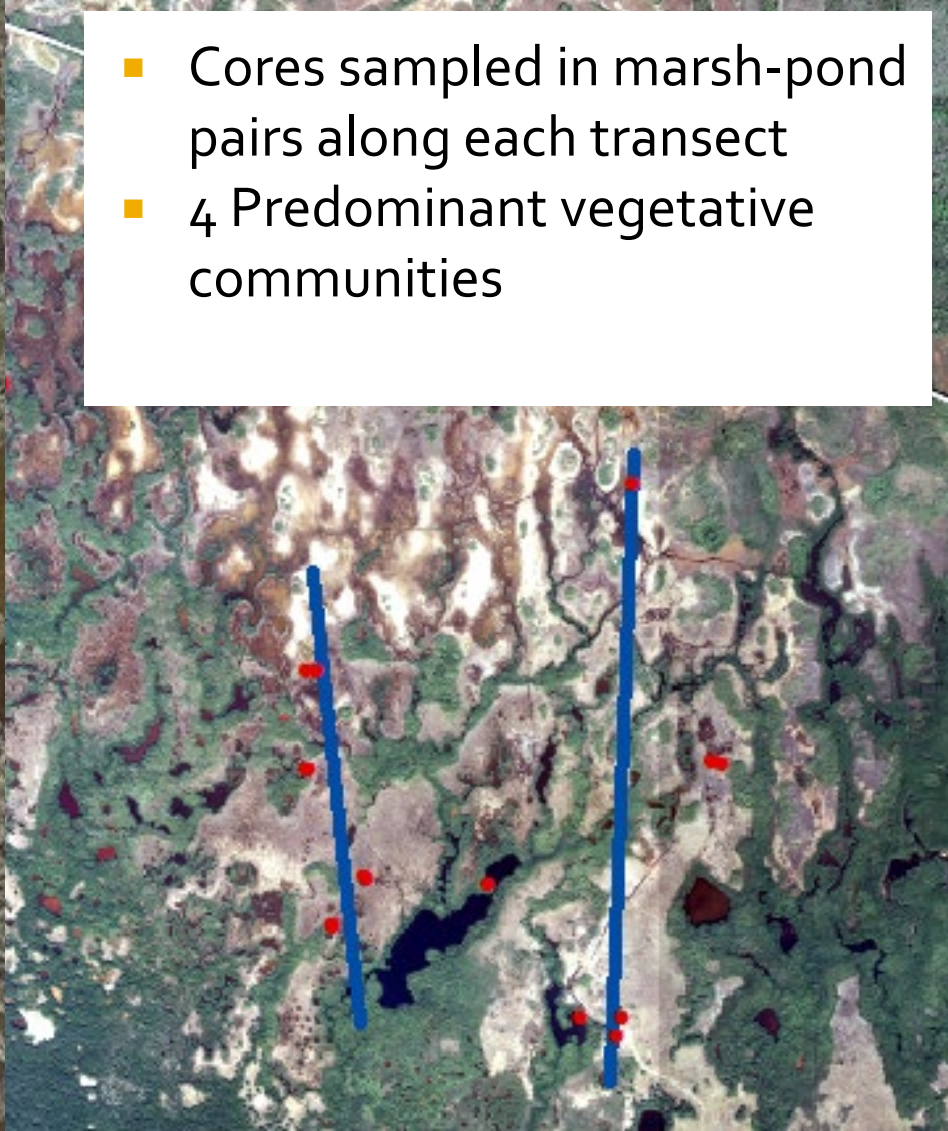 ▪ Cores sampled in marsh-pond
pairs along each transect
▪ 4 Predominant vegetative
communities